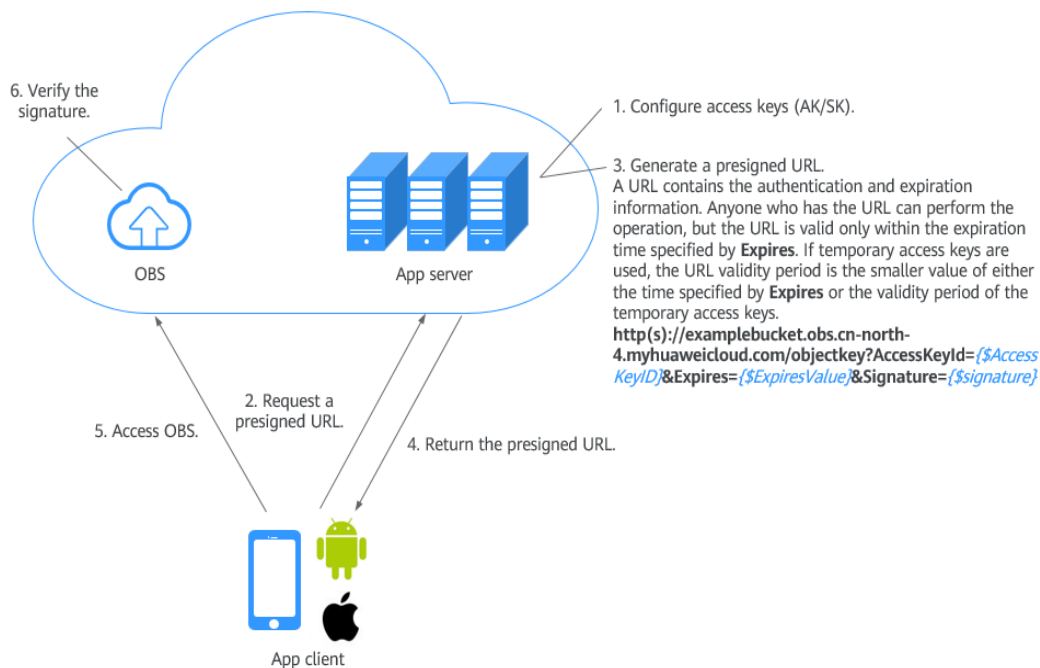 6. Verify the
signature.
1. Configure access keys (AK/SK).
3. Generate a presigned URL.
A URL contains the authentication and expiration
information. Anyone who has the URL can perform the
operation, but the URL is valid only within the expiration
time specified by Expires. If temporary access keys are
used, the URL validity period is the smaller value of either
the time specified by Expires or the validity period of the
temporary access keys.
http(s)://examplebucket.obs.cn-north-
4.myhuaweicloud.com/objectkey?AccessKeyId={$Access
KeyID}&Expires={$ExpiresValue}&Signature={$signature}
OBS
App server
2. Request a
presigned URL.
5. Access OBS.
4. Return the presigned URL.
App client